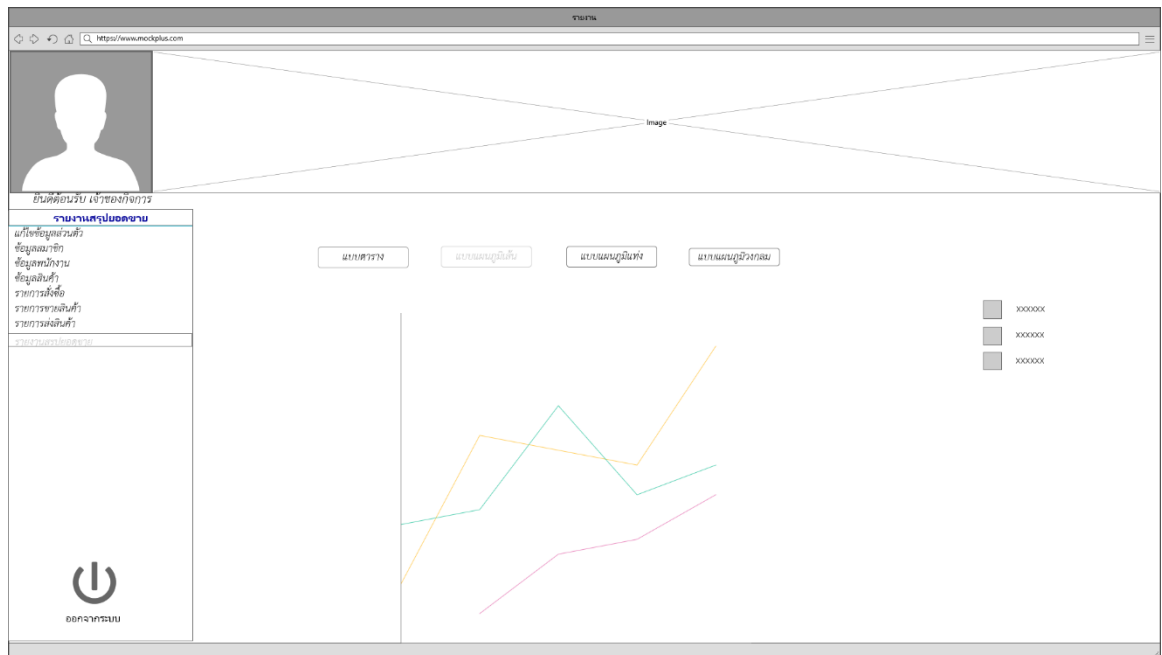 รายงาน
https://www.mockplus.com
Image
ยินดีต้อนรับ เจ้าของกิจการ
รายงานสรุปยอดขาย
แก้ไขข้อมูลส่วนตัว
ข้อมูลสมาชิก
ข้อมูลพนักงาน
ข้อมูลสินค้า
รายการสั่งซื้อ
รายการขายสินค้า
รายการส่งสินค้า
รายงานสรุปยอดขาย
ออกจากระบบ
แบบตาราง
แบบแผนภูมิเส้น
แบบแผนภูมิแท่ง
แบบแผนภูมิวงกลม
xxxxxx
xxxxxx
xxxxxx